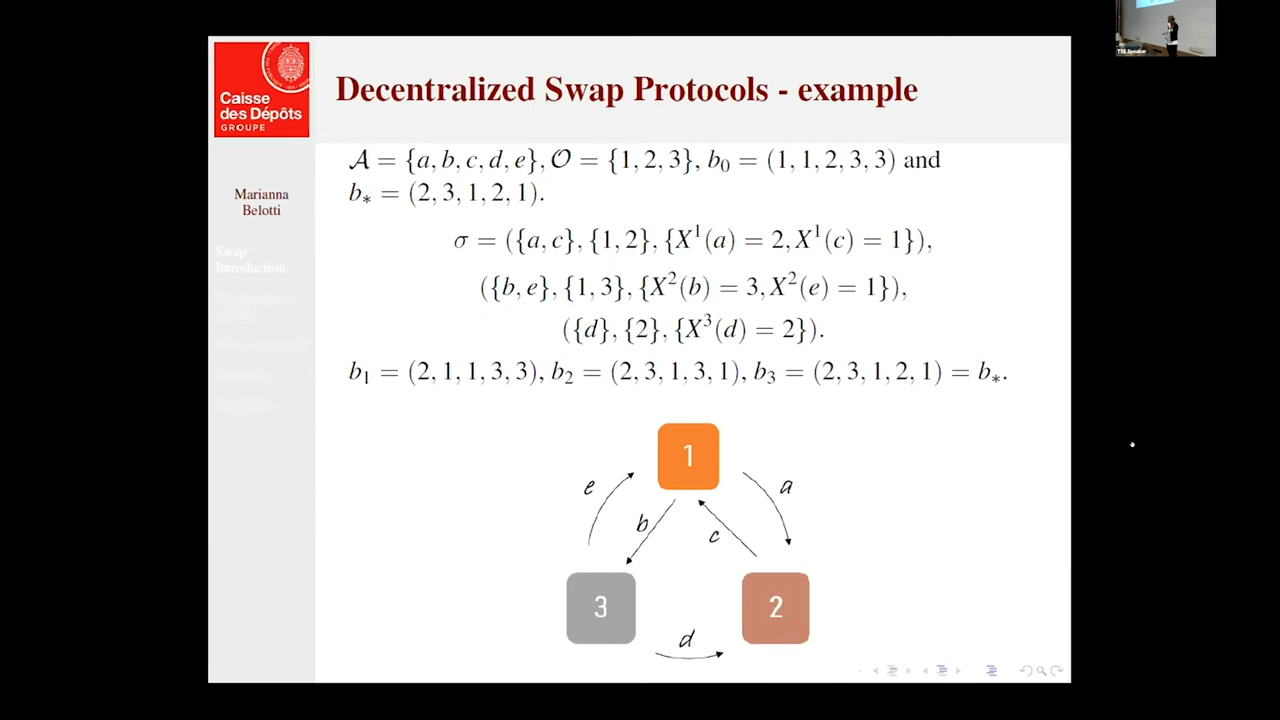 Caisse
des Dépôts
GROUPE
Marianna
Belotti
Swap
Introduction
Decentralized Swap Protocols - example
𝒜 = {a, b, c, d, e}, 𝒪 = {1, 2, 3}, b₀ = (1, 1, 2, 3, 3) and
b∗ = (2, 3, 1, 2, 1).
σ = ({a, c}, {1, 2}, {X¹(a) = 2, X¹(c) = 1}),
({b, e}, {1, 3}, {X²(b) = 3, X²(e) = 1}),
({d}, {2}, {X³(d) = 2}).
b₁ = (2, 1, 1, 3, 3), b₂ = (2, 3, 1, 3, 1), b₃ = (2, 3, 1, 2, 1) = b∗.
1
e
a
b
c
3
2
d
TSE Speaker